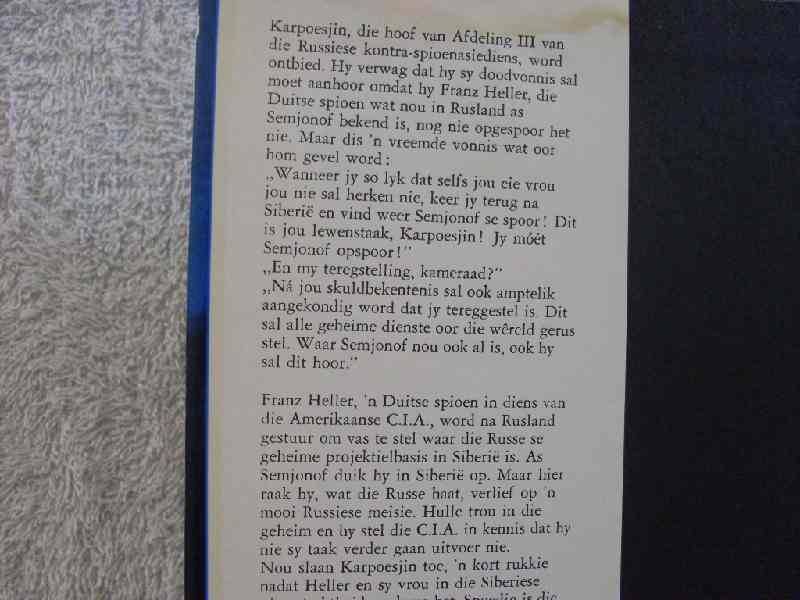 Karpoesjin, die hoof van Afdeling III van
die Russiese kontra-spioenasiediens, word
ontbied. Hy verwag dat hy sy doodvonnis sal
moet aanhoor omdat hy Franz Heller, die
Duitse spioen wat nou in Rusland as
Semjonof bekend is, nog nie opgespoor het
nie. Maar dis 'n vreemde vonnis wat oor
hom gevel word:
„Wanneer jy so lyk dat selfs jou eie vrou
jou nie sal herken nie, keer jy terug na
Siberië en vind weer Semjonof se spoor! Dit
is jou lewenstaak, Karpoesjin! Jy móét
Semjonof opspoor!”
„En my teregstelling, kameraad?”
„Ná jou skuldbekentenis sal ook amptelik
aangekondig word dat jy tereggestel is. Dit
sal alle geheime dienste oor die wêreld gerus
stel. Waar Semjonof nou ook al is, ook hy
sal dit hoor.”
Franz Heller, 'n Duitse spioen in diens van
die Amerikaanse C.I.A., word na Rusland
gestuur om vas te stel waar die Russe se
geheime projektielbasis in Siberië is. As
Semjonof duik hy in Siberië op. Maar hier
raak hy, wat die Russe haat, verlief op 'n
mooi Russiese meisie. Hulle trou in die
geheim en hy stel die C.I.A. in kennis dat hy
nie sy taak verder gaan uitvoer nie.
Nou slaan Karpoesjin toe, 'n kort rukkie
nadat Heller en sy vrou in die Siberiese